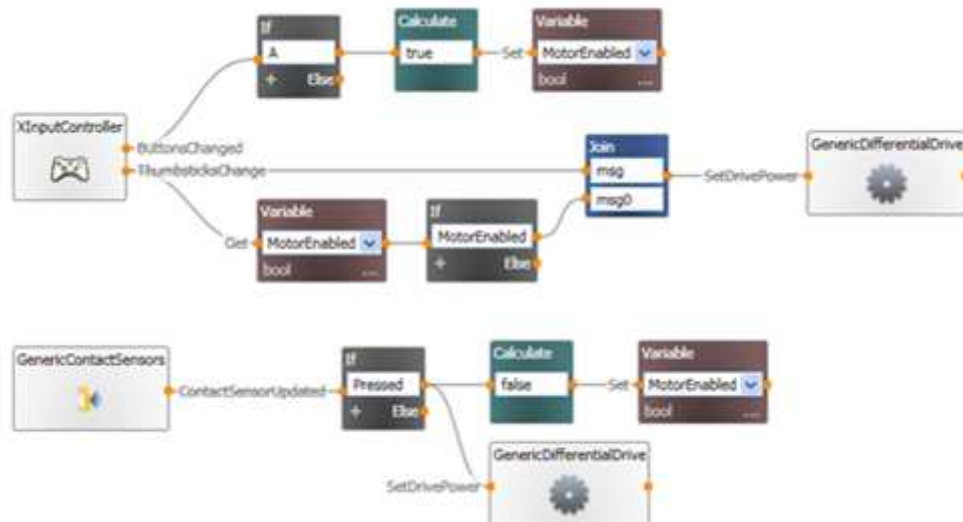 If
A
+ Else
Calculate
true
Set
Variable
MotorEnabled
bool ...
XInputController
ButtonsChanged
ThumbsticksChange
Join
msg
msg0
SetDrivePower
GenericDifferentialDrive
Get
Variable
MotorEnabled
bool ...
If
MotorEnabled
+ Else
GenericContactSensors
ContactSensorUpdated
If
Pressed
+ Else
Calculate
false
Set
Variable
MotorEnabled
bool ...
SetDrivePower
GenericDifferentialDrive